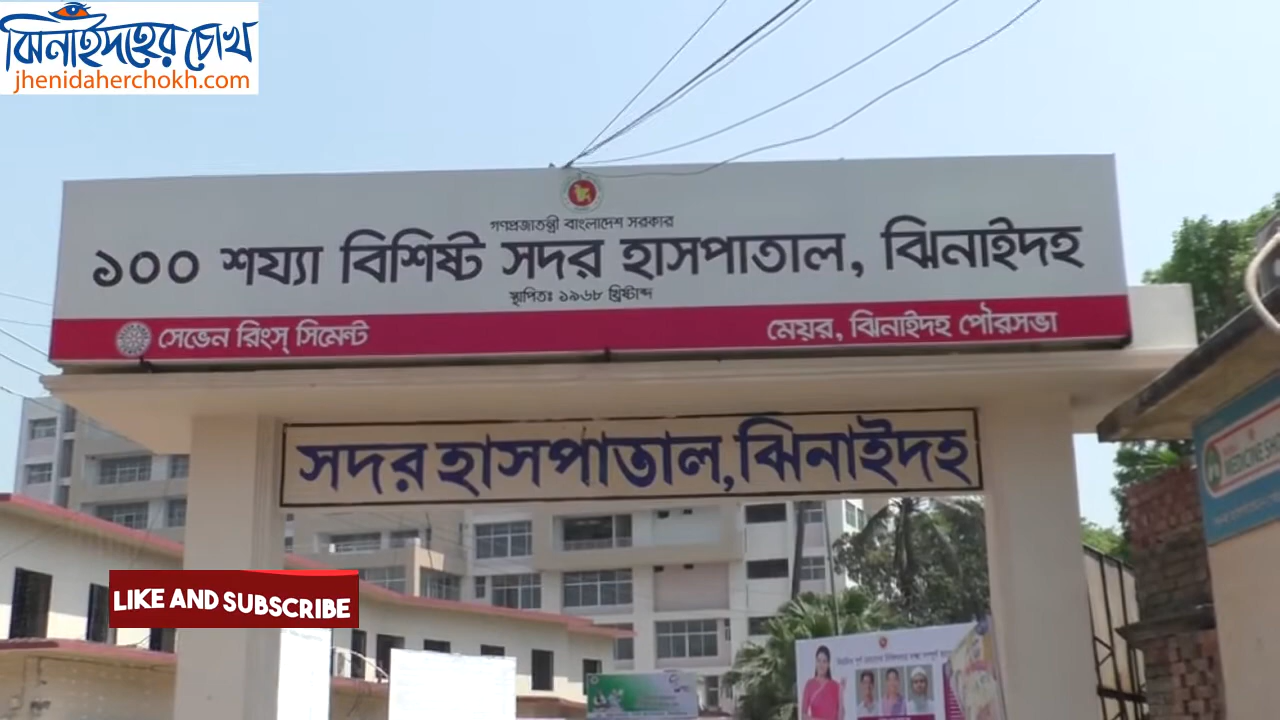 ঝিনাইদহের চোখ
jhenidaherchokh.com
গণপ্রজাতন্ত্রী বাংলাদেশ সরকার
১০০ শয্যা বিশিষ্ট সদর হাসপাতাল, ঝিনাইদহ
স্থাপিতঃ ১৯৬৮ খ্রিষ্টাব্দ
সেভেন রিংস্ সিমেন্ট
মেয়র, ঝিনাইদহ পৌরসভা
সদর হাসপাতাল, ঝিনাইদহ
MEDICINE
LIKE AND SUBSCRIBE